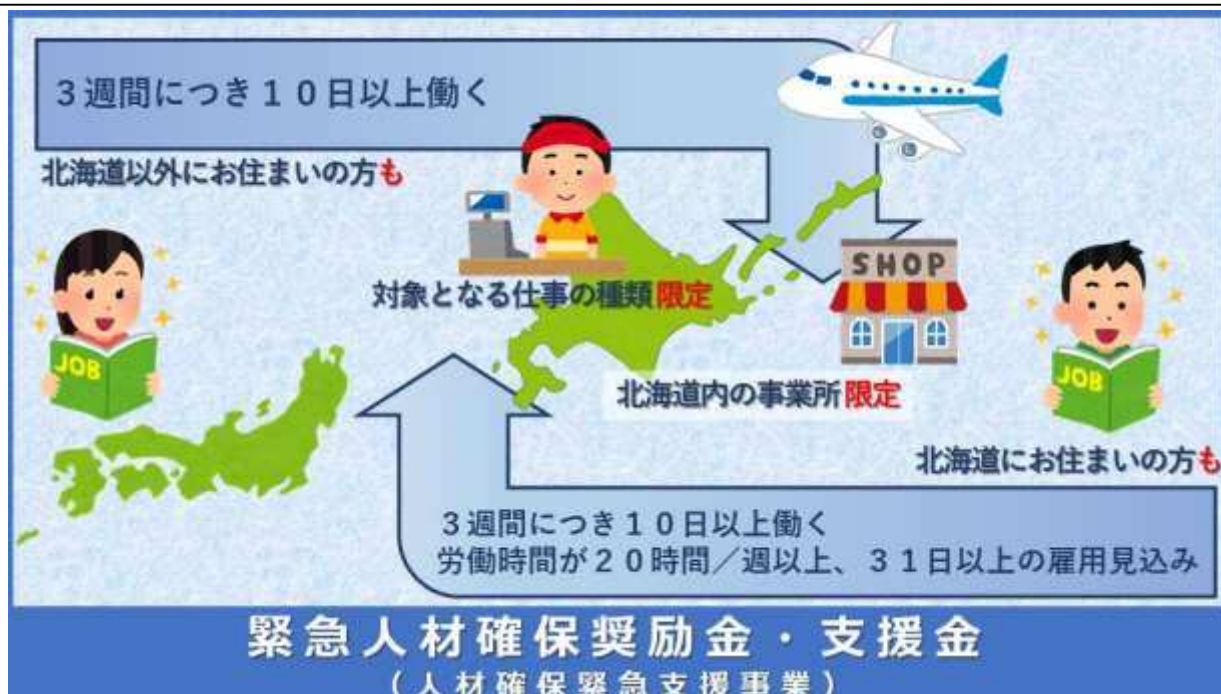 3週間につき10日以上働く
北海道以外にお住まいの方も
対象となる仕事の種類限定
SHOP
JOB
北海道内の事業所限定
JOB
北海道にお住まいの方も
3週間につき10日以上働く
労働時間が20時間/週以上、31日以上の雇用見込み
緊急人材確保奨励金・支援金
(人材確保緊急支援事業)